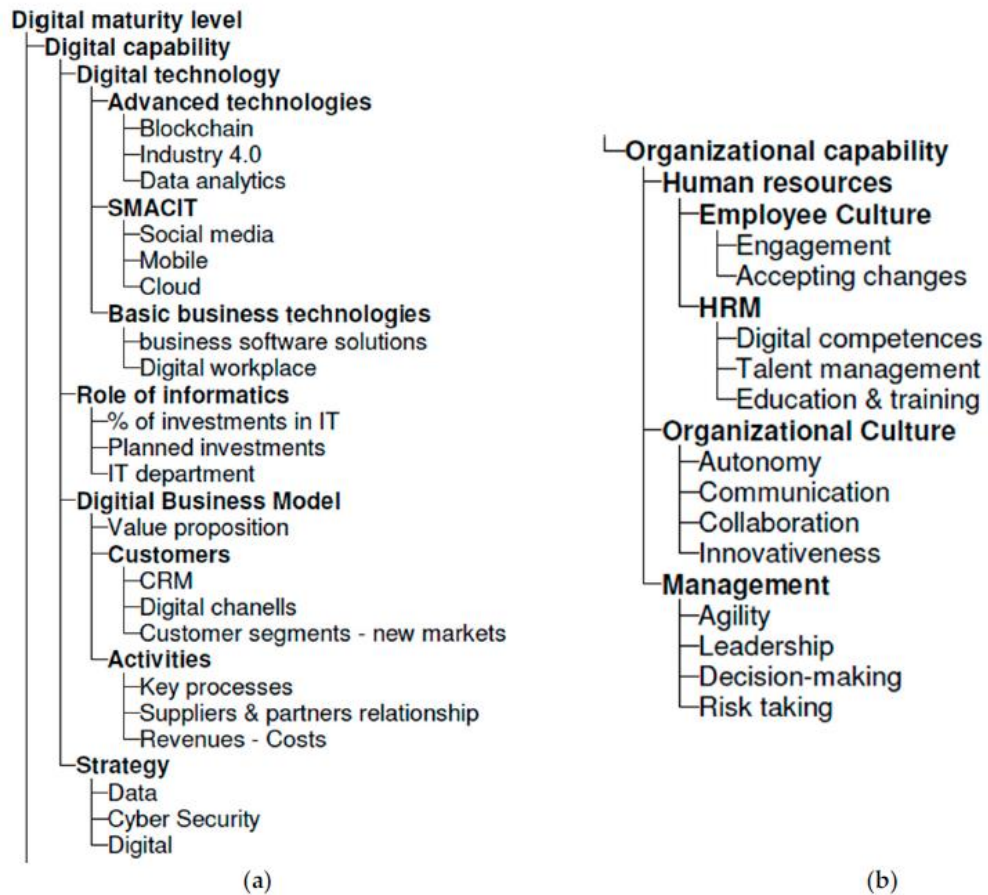 Digital maturity level
Digital capability
Digital technology
Advanced technologies
Blockchain
Industry 4.0
Data analytics
SMACIT
Social media
Mobile
Cloud
Basic business technologies
business software solutions
Digital workplace
Role of informatics
% of investments in IT
Planned investments
IT department
Digitial Business Model
Value proposition
Customers
CRM
Digital chanells
Customer segments - new markets
Activities
Key processes
Suppliers & partners relationship
Revenues - Costs
Strategy
Data
Cyber Security
Digital
(a)
Organizational capability
Human resources
Employee Culture
Engagement
Accepting changes
HRM
Digital competences
Talent management
Education & training
Organizational Culture
Autonomy
Communication
Collaboration
Innovativeness
Management
Agility
Leadership
Decision-making
Risk taking
(b)